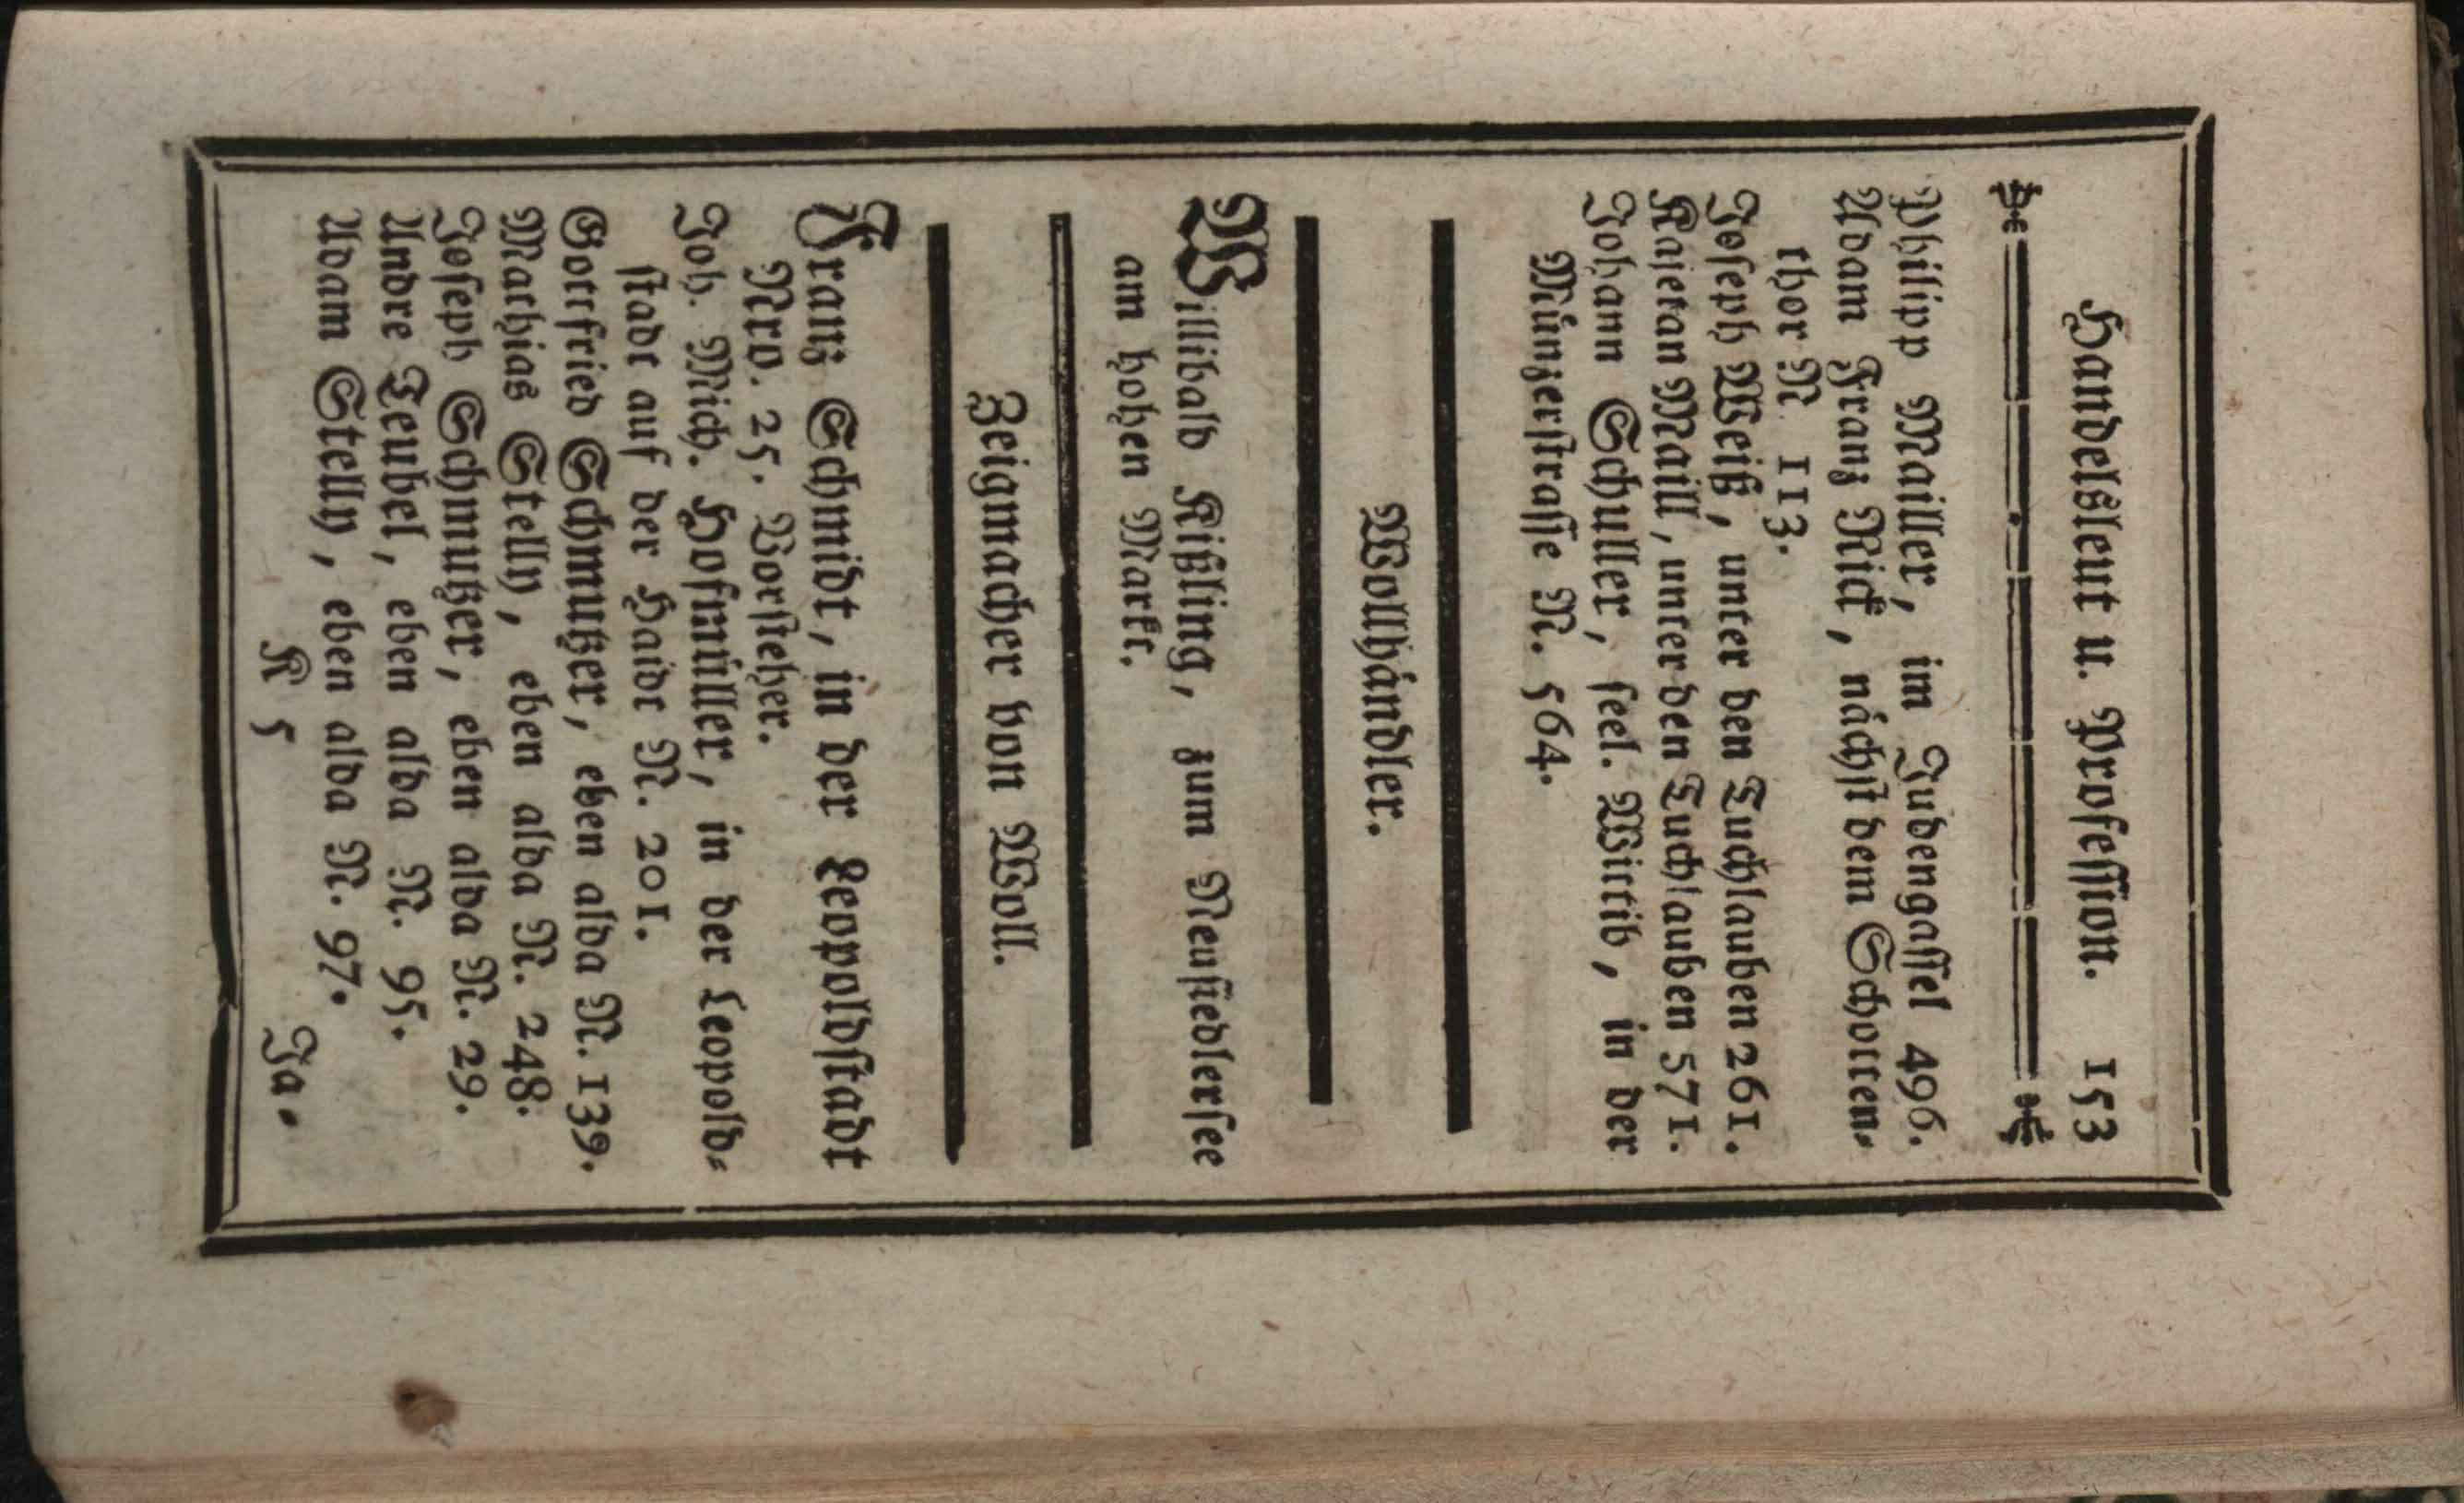 Handelsleut u. Profeſſion. 153
Philipp Mailler, im Judengaſſel 496.
Adam Franz Rick, nächſt dem Schotten-
thor N. 113.
Joſeph Weiß, unter den Tuchlauben 261.
Kajetan Maill, unter den Tuchlauben 571.
Johann Schuller, ſeel. Wittib, in der
Münzerſtraſſe N. 564.
Wollhändler.
Willibald Kißling, zum Neuſiedlerſee
am hohen Markt.
Zeigmacher von Woll.
Franz Schmidt, in der Leopoldſtadt
Nro. 25. Vorſteher.
Joh. Mich. Hofmüller, in der Leopold-
ſtadt auf der Haidt N. 201.
Gottfried Schmutzer, eben alda N. 139.
Mathias Stelly, eben alda N. 248.
Joſeph Schmutzer, eben alda N. 29.
Andre Teubel, eben alda N. 95.
Adam Stelly, eben alda N. 97.
K 5
Ja-